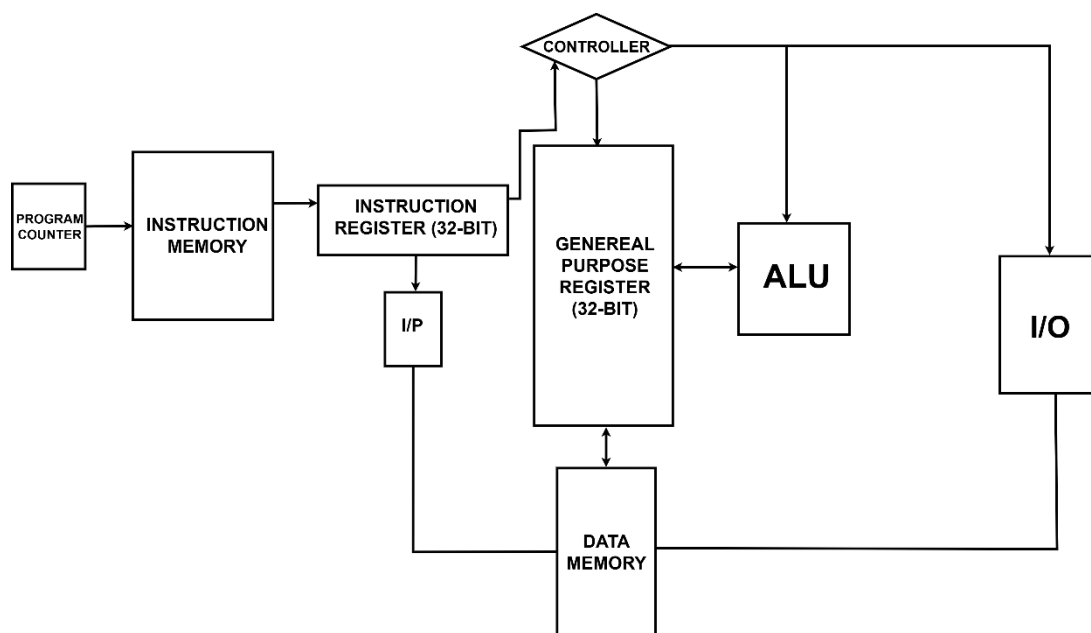 CONTROLLER
PROGRAM
COUNTER
INSTRUCTION
MEMORY
INSTRUCTION
REGISTER (32-BIT)
I/P
GENEREAL
PURPOSE
REGISTER
(32-BIT)
ALU
I/O
DATA
MEMORY